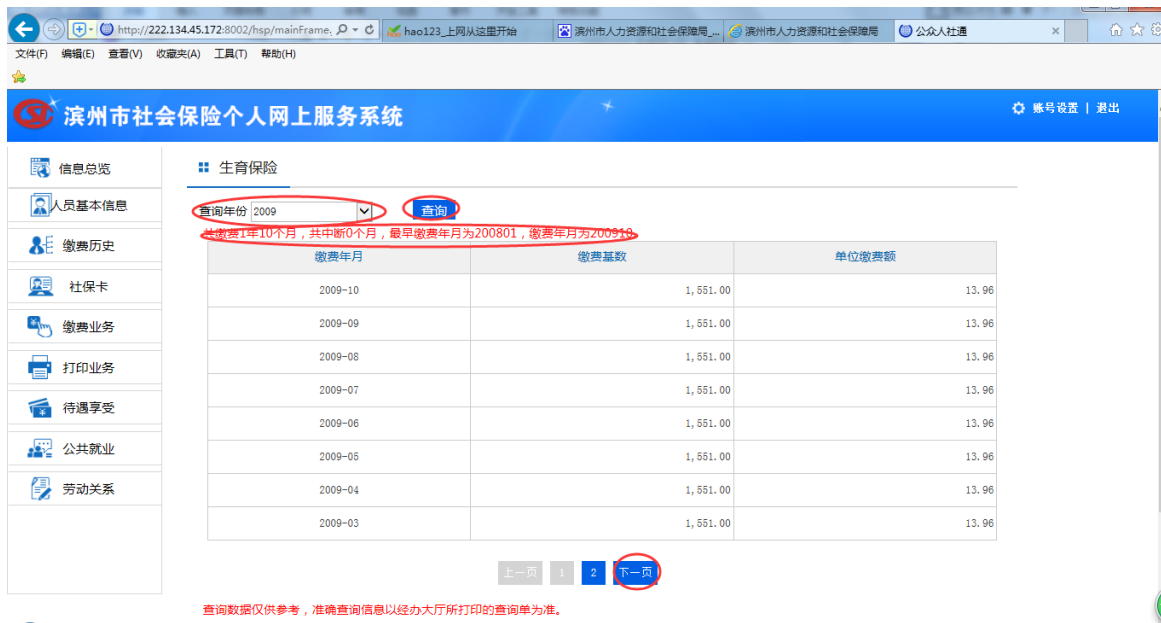 http://222.134.45.172:8002/hsp/mainFrame. hao123_上网从这里开始 滨州市人力资源和社会保障局_... 滨州市人力资源和社会保障局 公众人社通
文件(F) 编辑(E) 查看(V) 收藏夹(A) 工具(T) 帮助(H)
滨州市社会保险个人网上服务系统
账号设置 | 退出
信息总览
人员基本信息
缴费历史
社保卡
缴费业务
打印业务
待遇享受
公共就业
劳动关系
生育保险
查询年份 2009 查询
共缴费1年10个月，共中断0个月，最早缴费年月为200801，缴费年月为200910
缴费年月 缴费基数 单位缴费额
2009-10 1,551.00 13.96
2009-09 1,551.00 13.96
2009-08 1,551.00 13.96
2009-07 1,551.00 13.96
2009-06 1,551.00 13.96
2009-05 1,551.00 13.96
2009-04 1,551.00 13.96
2009-03 1,551.00 13.96
上一页 1 2 下一页
查询数据仅供参考，准确查询信息以经办大厅所打印的查询单为准。